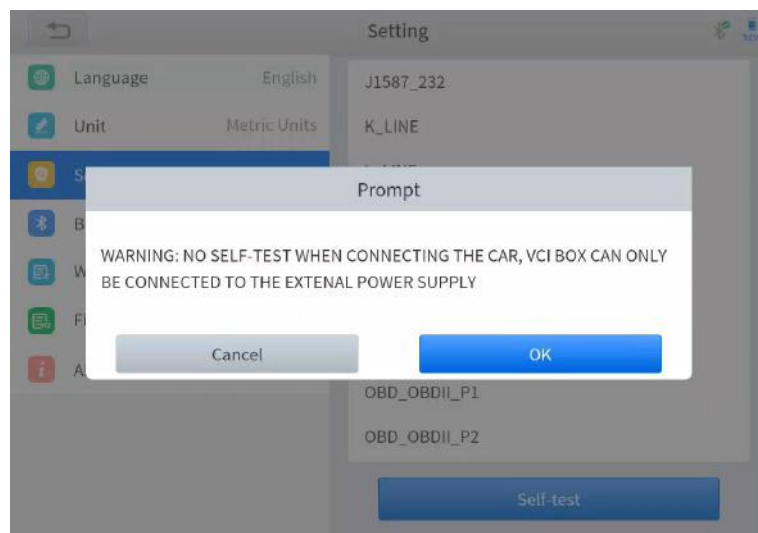 Setting
Language English
Unit Metric Units
S
B
W
F
A
J1587_232
K_LINE
Prompt
WARNING: NO SELF-TEST WHEN CONNECTING THE CAR, VCI BOX CAN ONLY
BE CONNECTED TO THE EXTENAL POWER SUPPLY
Cancel OK
OBD_OBDII_P1
OBD_OBDII_P2
Self-test